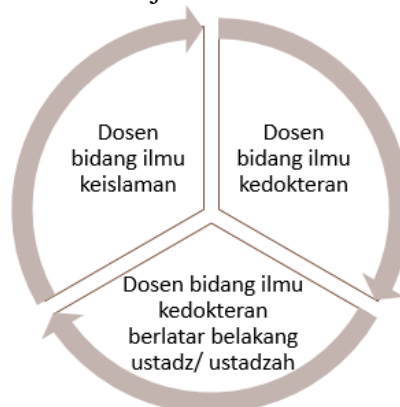 Dosen
bidang ilmu
keislaman
Dosen
bidang ilmu
kedokteran
Dosen bidang ilmu
kedokteran
berlatar belakang
ustadz/ ustadzah